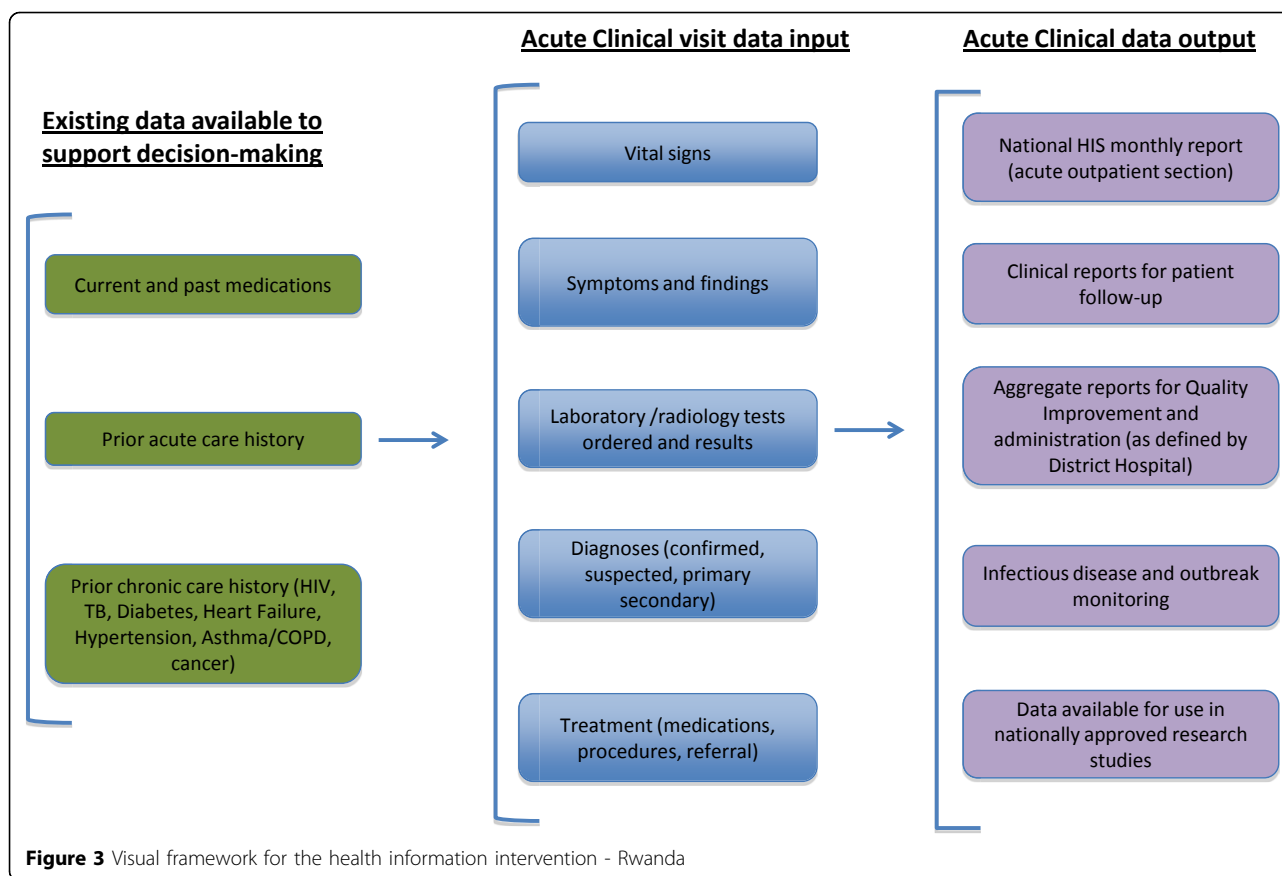 Existing data available to
support decision-making
Current and past medications
Prior acute care history
Prior chronic care history (HIV,
TB, Diabetes, Heart Failure,
Hypertension, Asthma/COPD,
cancer)
Acute Clinical visit data input
Vital signs
Symptoms and findings
Laboratory /radiology tests
ordered and results
Diagnoses (confirmed,
suspected, primary
secondary)
Treatment (medications,
procedures, referral)
Acute Clinical data output
National HIS monthly report
(acute outpatient section)
Clinical reports for patient
follow-up
Aggregate reports for Quality
Improvement and
administration (as defined by
District Hospital)
Infectious disease and outbreak
monitoring
Data available for use in
nationally approved research
studies
Figure 3 Visual framework for the health information intervention - Rwanda